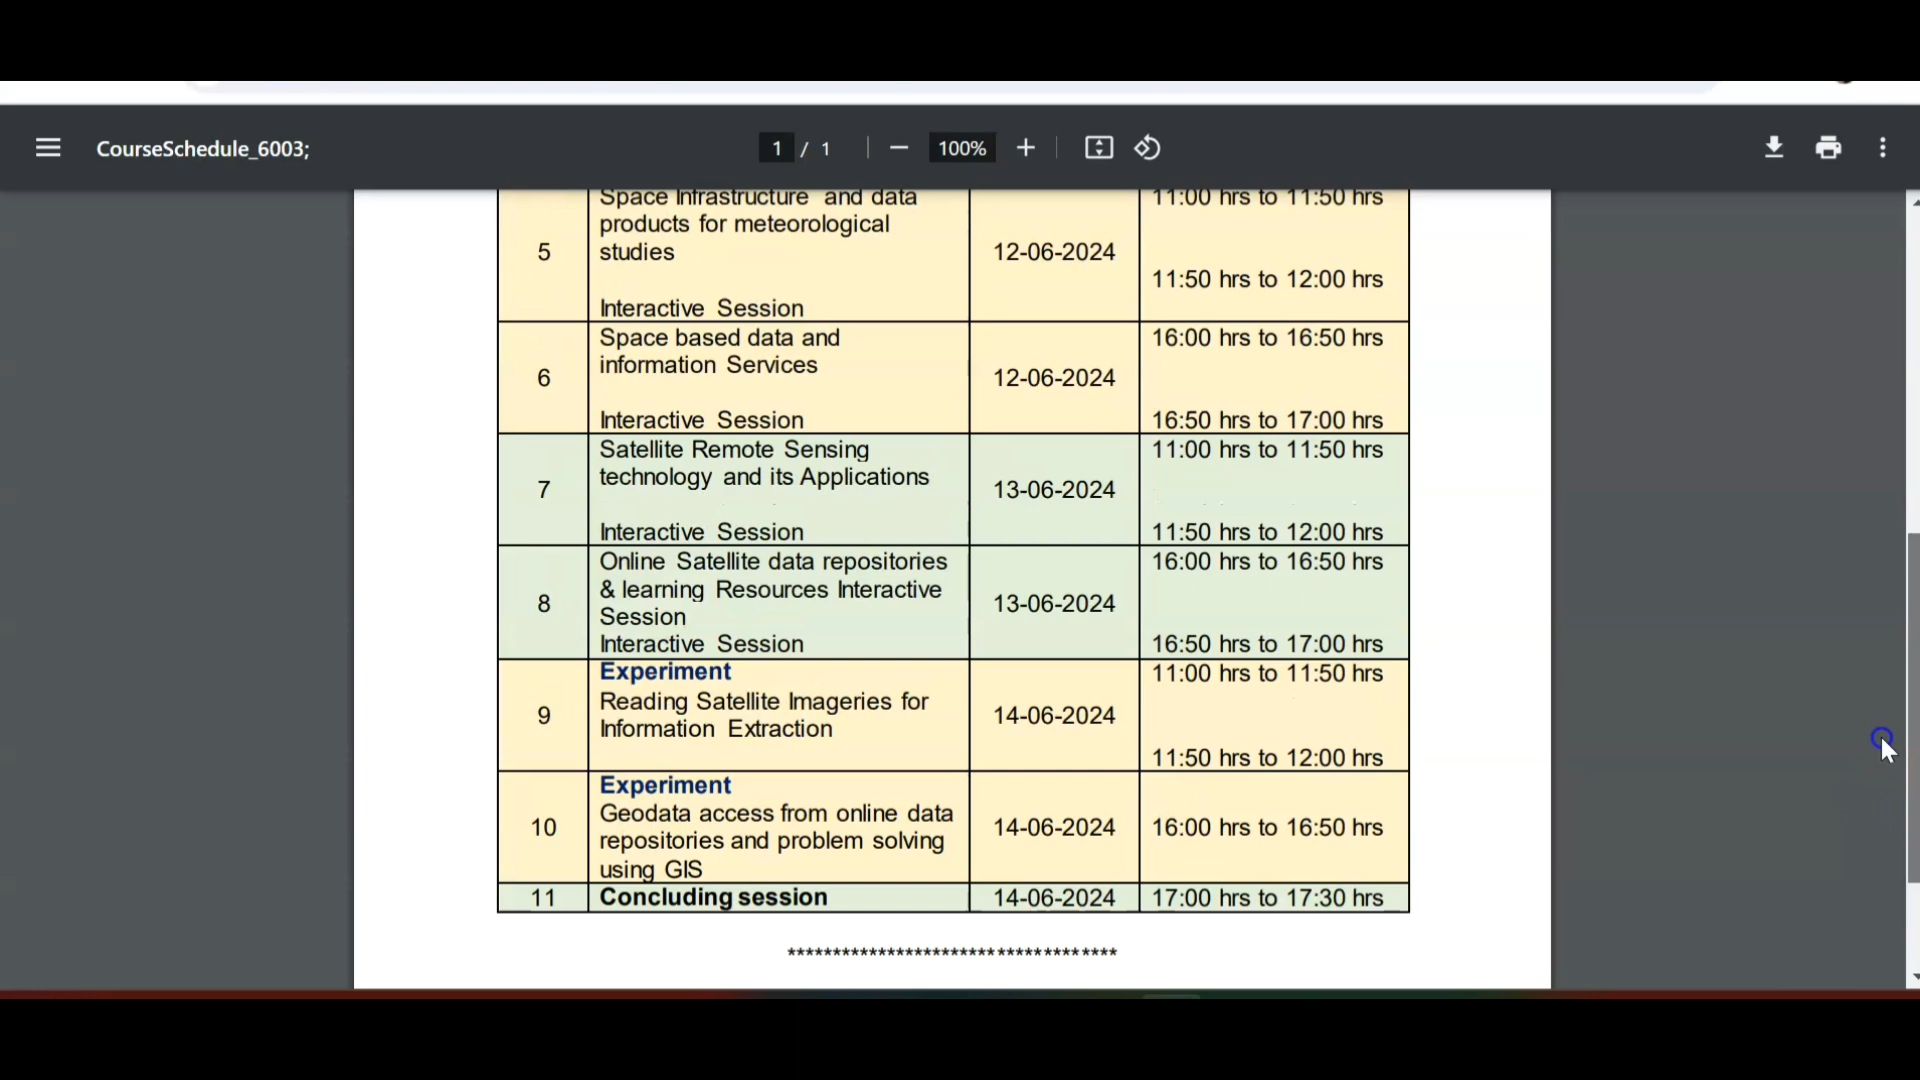 CourseSchedule_6003;
1 / 1
100%
5
Space Infrastructure and data
products for meteorological
studies
Interactive Session
12-06-2024
11:00 hrs to 11:50 hrs
11:50 hrs to 12:00 hrs
6
Space based data and
information Services
Interactive Session
12-06-2024
16:00 hrs to 16:50 hrs
16:50 hrs to 17:00 hrs
7
Satellite Remote Sensing
technology and its Applications
Interactive Session
13-06-2024
11:00 hrs to 11:50 hrs
11:50 hrs to 12:00 hrs
8
Online Satellite data repositories
& learning Resources Interactive
Session
Interactive Session
13-06-2024
16:00 hrs to 16:50 hrs
16:50 hrs to 17:00 hrs
9
Experiment
Reading Satellite Imageries for
Information Extraction
14-06-2024
11:00 hrs to 11:50 hrs
11:50 hrs to 12:00 hrs
10
Experiment
Geodata access from online data
repositories and problem solving
using GIS
14-06-2024
16:00 hrs to 16:50 hrs
11
Concluding session
14-06-2024
17:00 hrs to 17:30 hrs
************************************